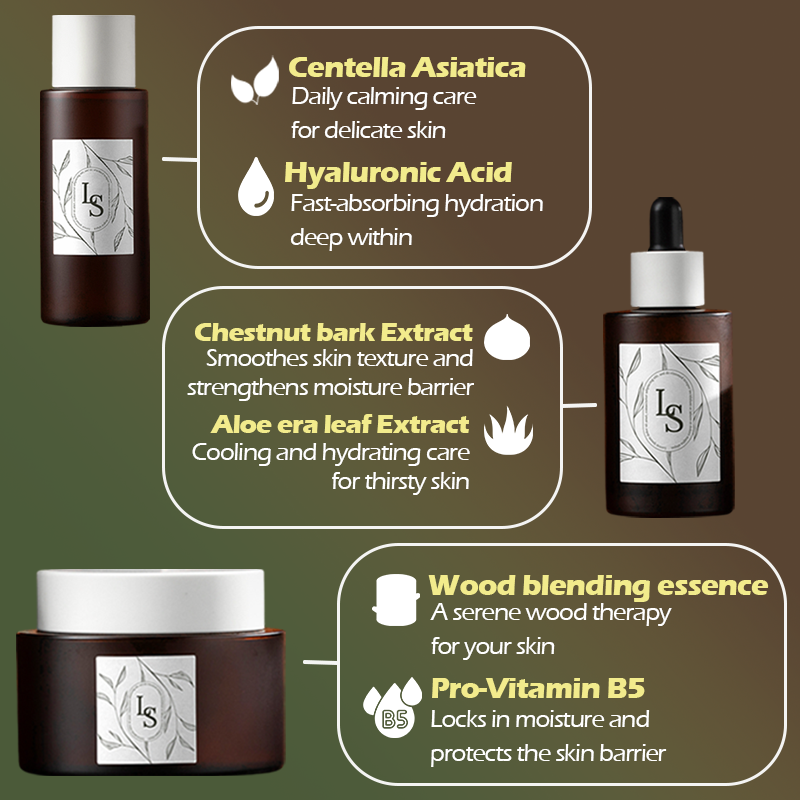 LS
Centella Asiatica
Daily calming care
for delicate skin
Hyaluronic Acid
Fast-absorbing hydration
deep within
Chestnut bark Extract
Smoothes skin texture and
strengthens moisture barrier
Aloe era leaf Extract
Cooling and hydrating care
for thirsty skin
LS
Wood blending essence
A serene wood therapy
for your skin
Pro-Vitamin B5
B5
Locks in moisture and
protects the skin barrier
LS